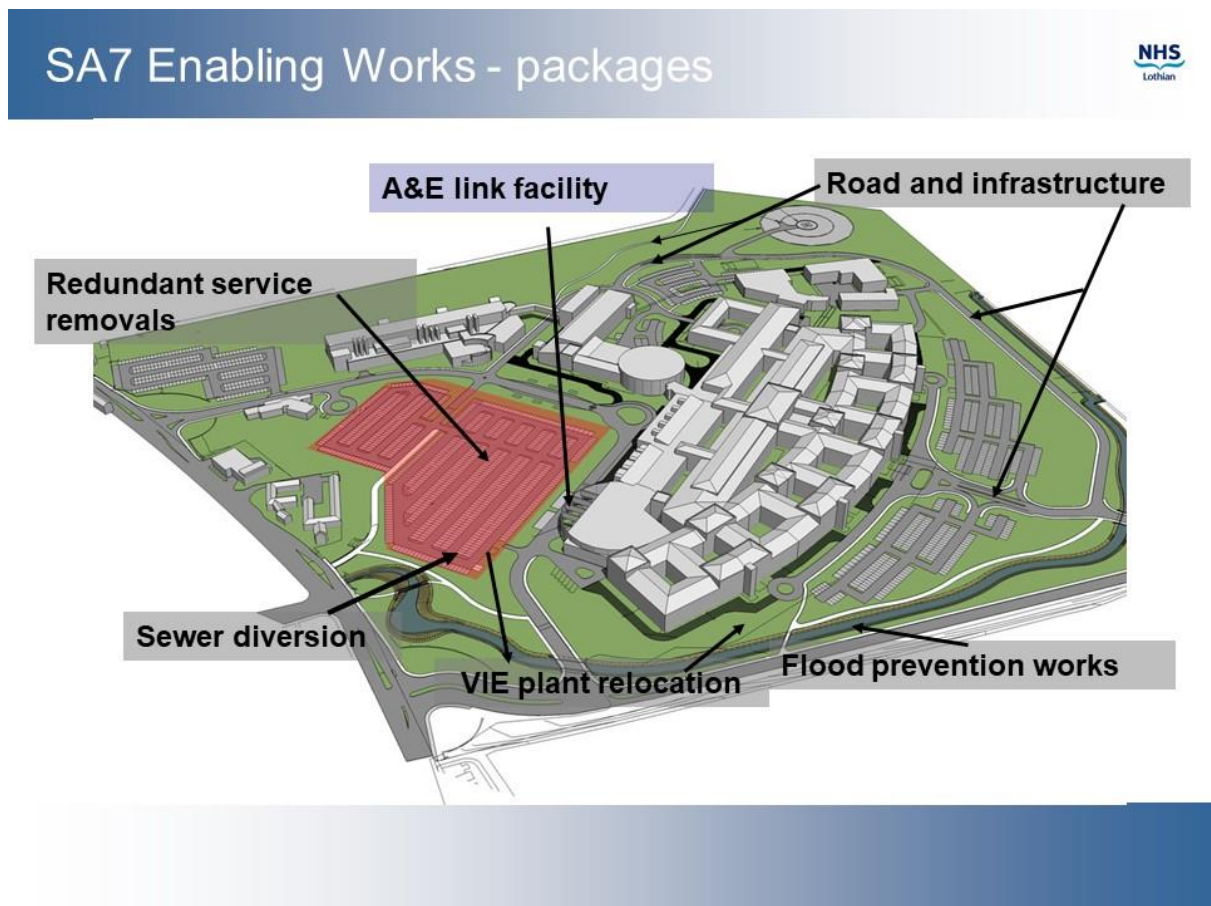 SA7 Enabling Works - packages
NHS
Lothian
A&E link facility
Road and infrastructure
Redundant service
removals
Sewer diversion
VIE plant relocation
Flood prevention works